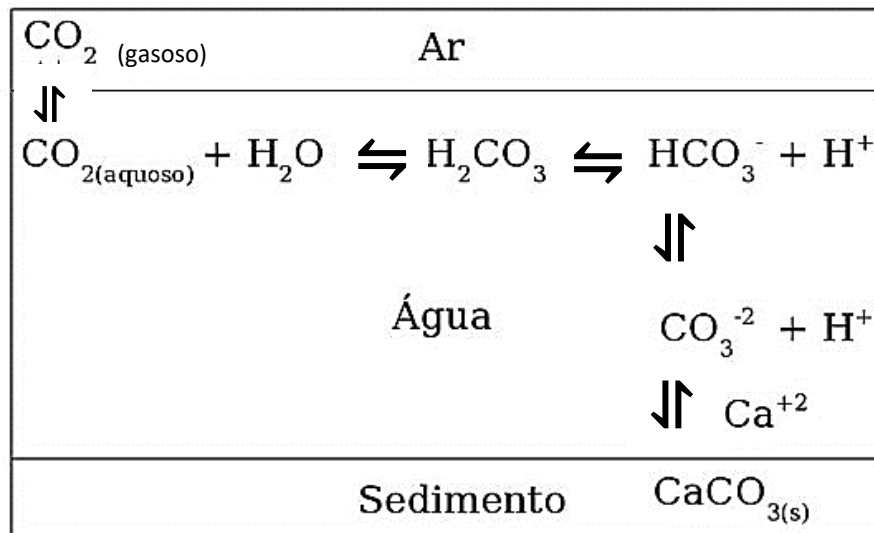 CO₂ (gasoso) Ar
⇌
CO₂(aquoso) + H₂O ⇌ H₂CO₃ ⇌ HCO₃⁻ + H⁺
⇌
Água CO₃⁻² + H⁺
⇌ Ca⁺²
Sedimento CaCO₃(s)